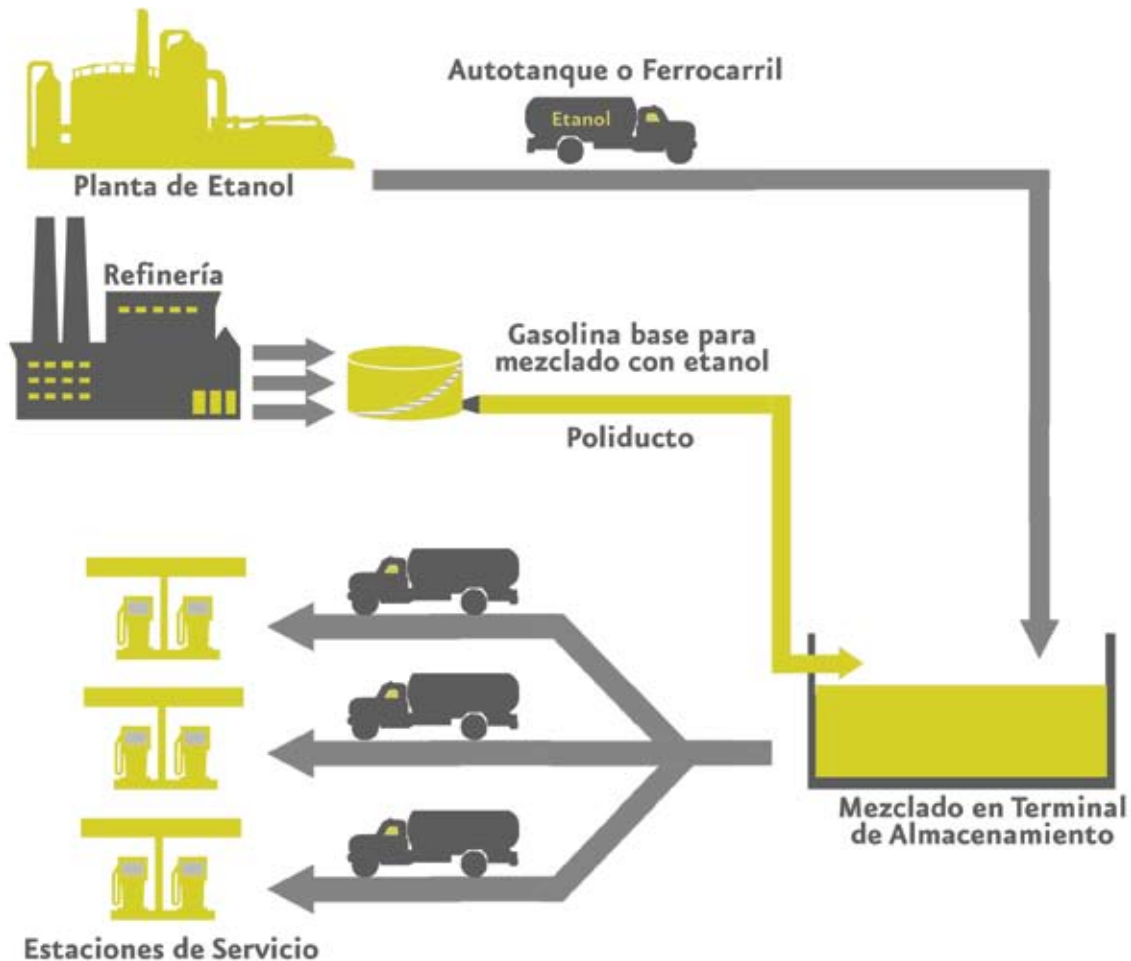 Autotanque o Ferrocarril
Etanol
Planta de Etanol
Refinería
Gasolina base para
mezclado con etanol
Poliducto
Mezclado en Terminal
de Almacenamiento
Estaciones de Servicio